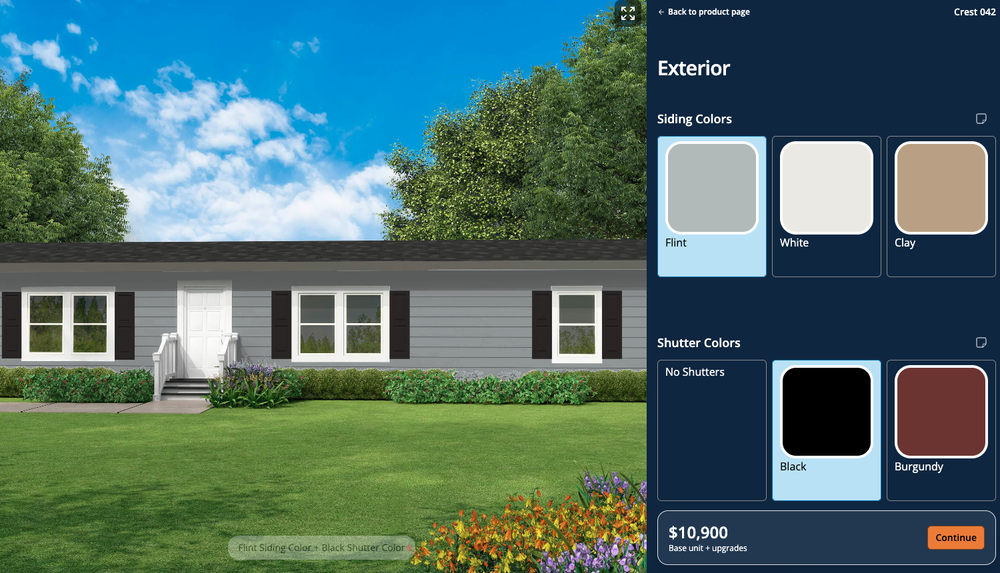 Back to product page
Crest 042
Exterior
Siding Colors
Flint
White
Clay
Shutter Colors
No Shutters
Black
Burgundy
$10,900
Base unit + upgrades
Continue
Flint Siding Color + Black Shutter Color